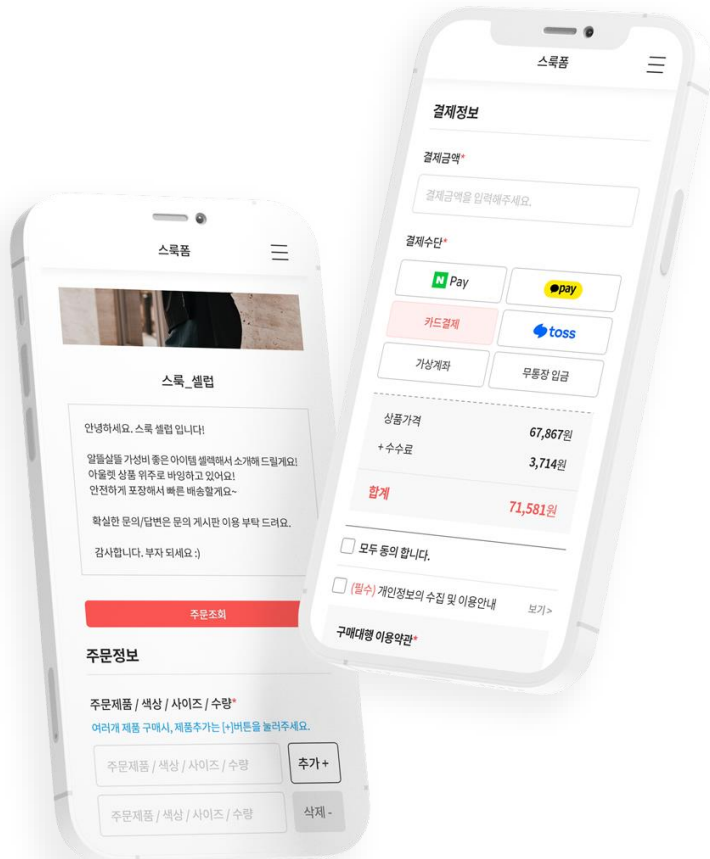 스룩폼
스룩_셀럽
안녕하세요. 스룩 셀럽 입니다!
알뜰살뜰 가성비 좋은 아이템 셀렉해서 소개해 드릴게요!
아울렛 상품 위주로 바잉하고 있어요!
안전하게 포장해서 빠른 배송할게요~
확실한 문의/답변은 문의 게시판 이용 부탁 드려요.
감사합니다. 부자 되세요 :)
주문조회
주문정보
주문제품 / 색상 / 사이즈 / 수량*
여러개 제품 구매시, 제품추가는 [+]버튼을 눌러주세요.
주문제품 / 색상 / 사이즈 / 수량 추가 +
주문제품 / 색상 / 사이즈 / 수량 삭제 -
스룩폼
결제정보
결제금액*
결제금액을 입력해주세요.
결제수단*
N Pay pay
카드결제 toss
가상계좌 무통장 입금
상품가격 67,867원
+수수료 3,714원
합계 71,581원
모두 동의 합니다.
(필수) 개인정보의 수집 및 이용안내 보기>
구매대행 이용약관*